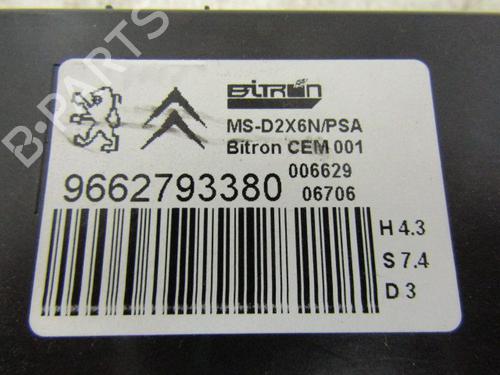 BITRON
MS-D2X6N/PSA
Bitron CEM 001
006629
06706
9662793380
H 4.3
S 7.4
D 3
B-PARTS